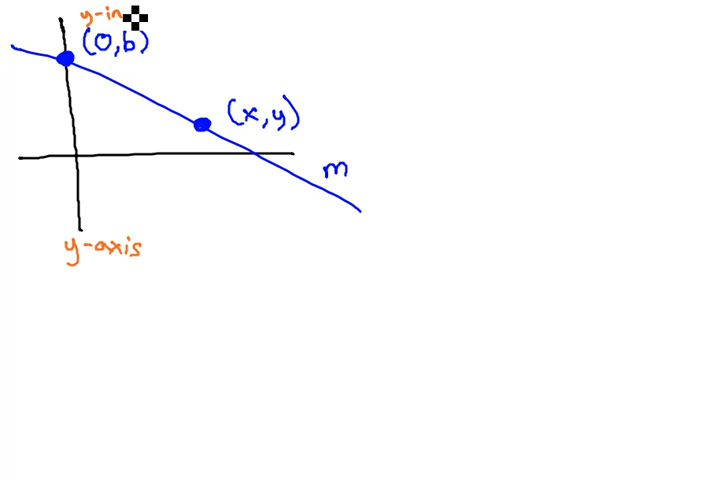 y-in
(0,b)
(x,y)
m
y-axis